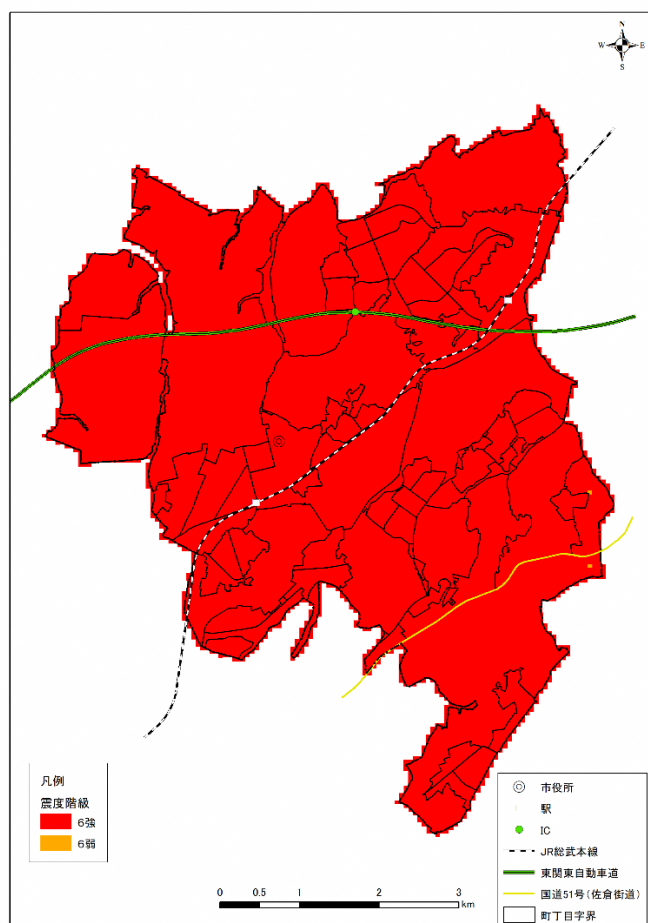 N
W E
S
凡例
震度階級
6強
6弱
市役所
駅
IC
JR総武本線
東関東自動車道
国道51号(佐倉街道)
町丁目字界
0 0.5 1 2 3
km